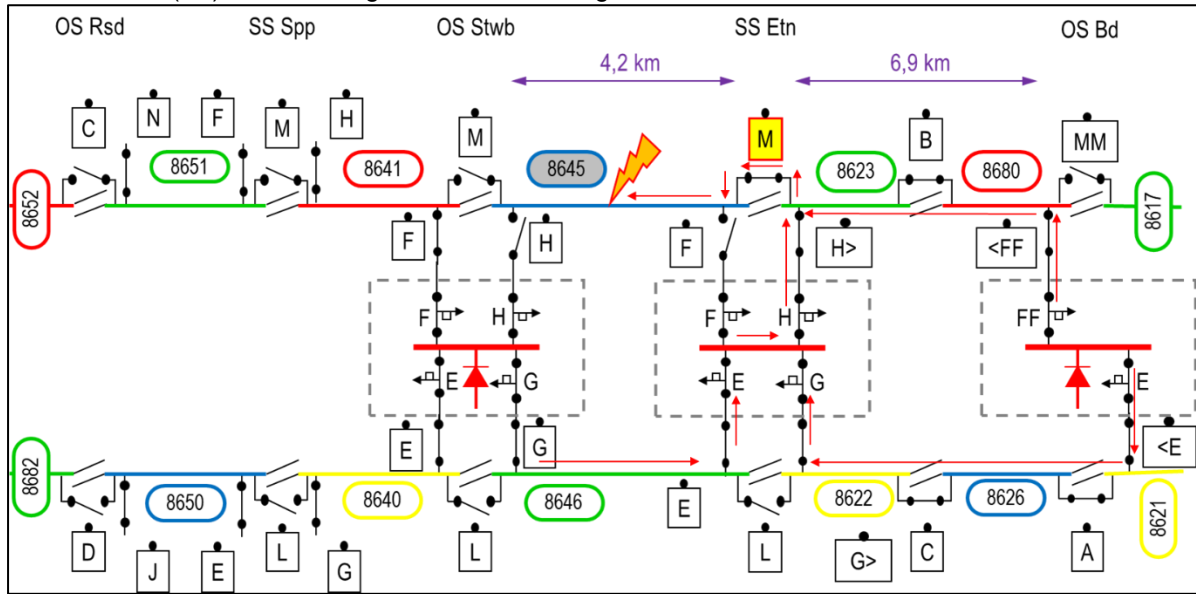 OS Rsd SS Spp OS Stwb SS Etn OS Bd
4,2 km 6,9 km
C N F M H M M B MM
8652 8651 8641 8645 8623 8680 8617
F H F H> <FF
F H F H FF
E G E G E
E G <E
8682 8650 8640 8646 E 8622 8626 8621
D J E L G L L G> C A